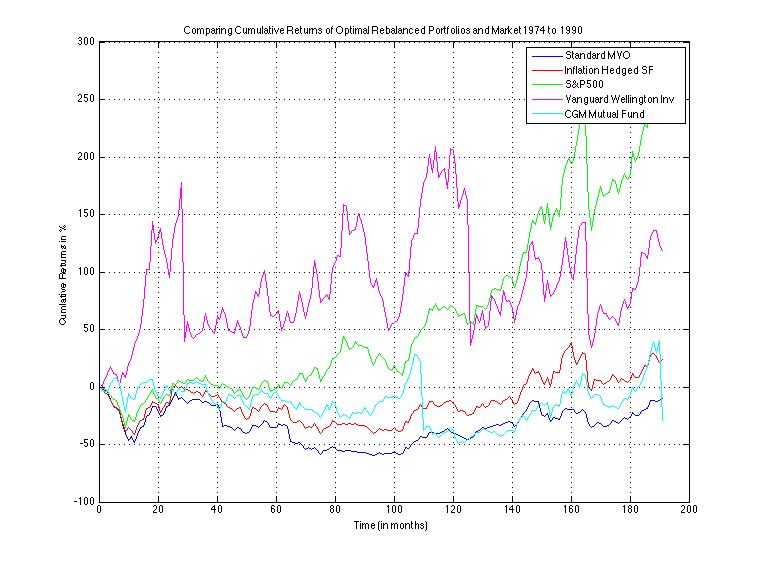 Comparing Cumulative Returns of Optimal Rebalanced Portfolios and Market 1974 to 1990
300
250
200
150
100
50
0
-50
-100
Cumlative Returns in %
Standard MVO
Inflation Hedged SF
S&P500
Vanguard Wellington Inv
CGM Mutual Fund
0 20 40 60 80 100 120 140 160 180 200
Time (in months)